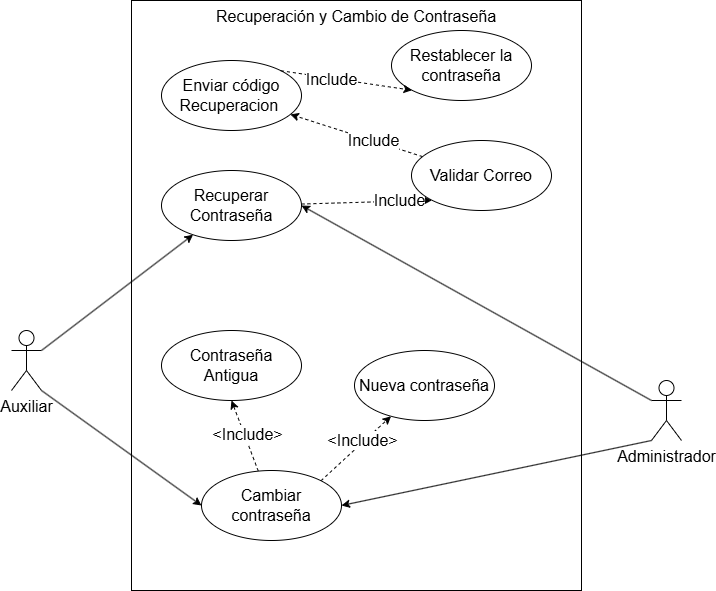 Recuperación y Cambio de Contraseña
Restablecer la
contraseña
Enviar código
Recuperacion
Include
Include
Validar Correo
Recuperar
Contraseña
Include
Contraseña
Antigua
Nueva contraseña
Auxiliar
<Include>
<Include>
Administrador
Cambiar
contraseña